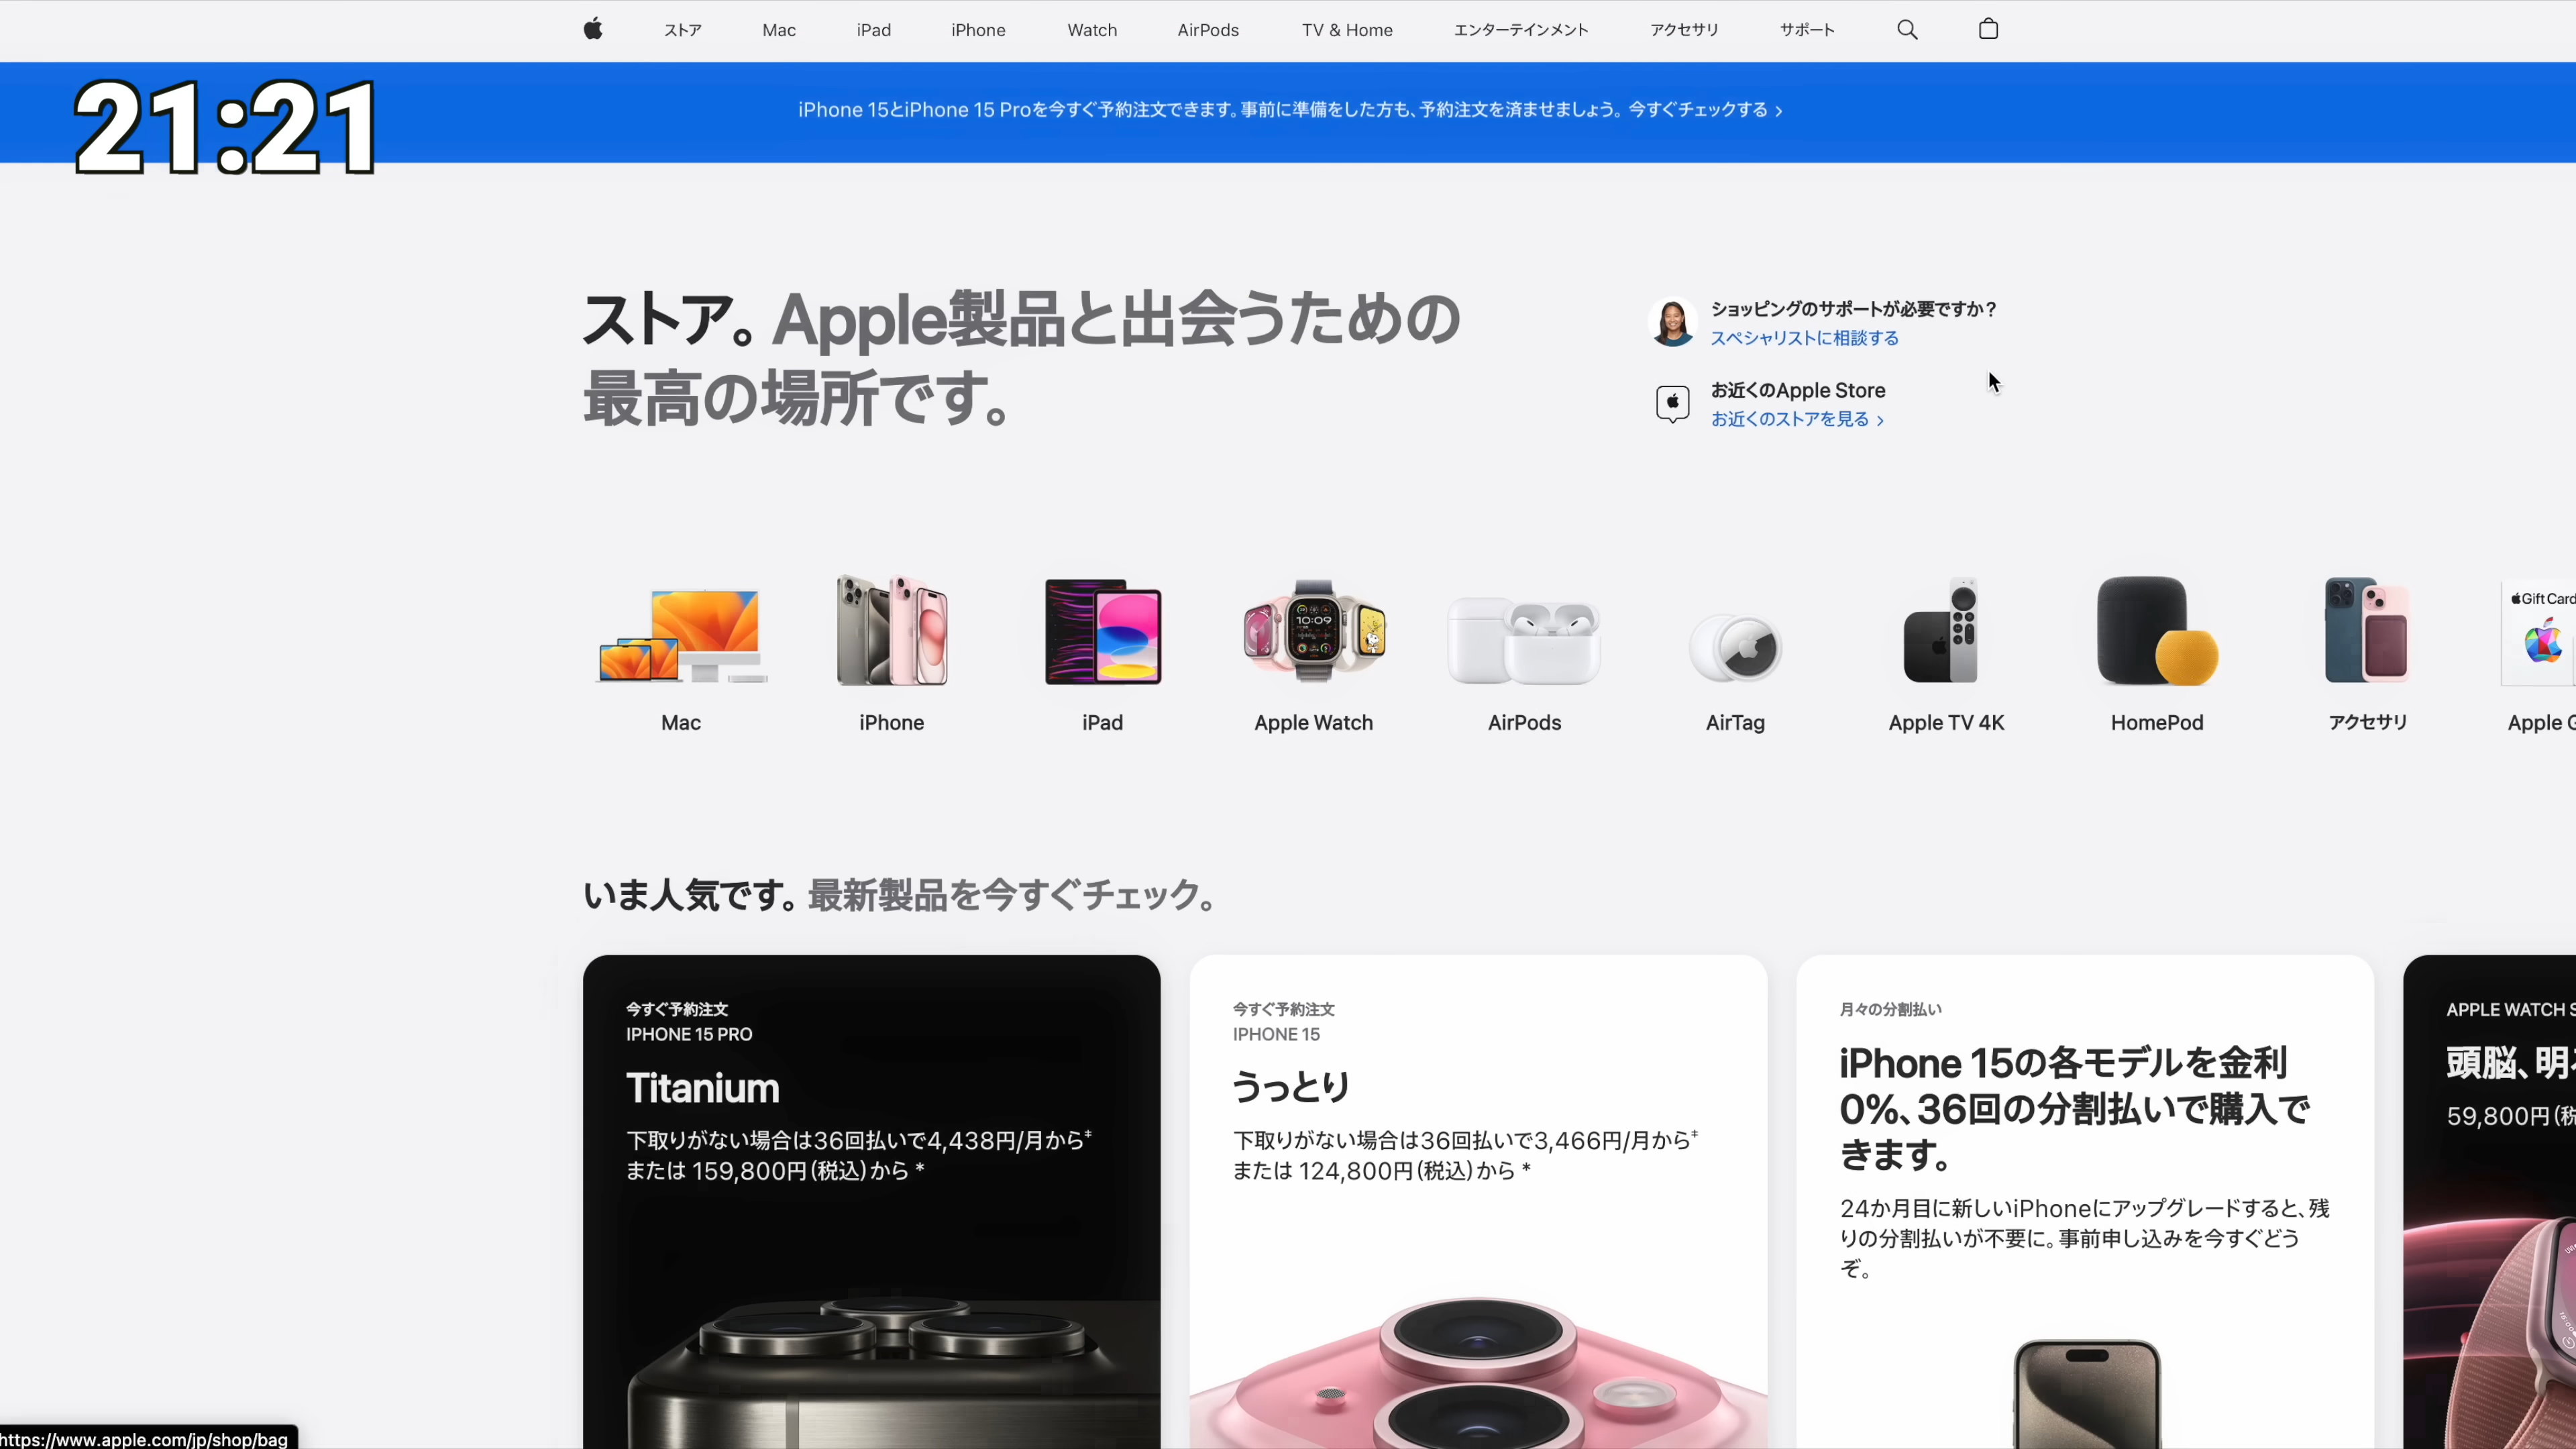 ストア
Mac
iPad
iPhone
Watch
AirPods
TV & Home
エンターテインメント
アクセサリ
サポート
21:21
iPhone 15とiPhone 15 Proを今すぐ予約注文できます。事前に準備をした方も、予約注文を済ませましょう。今すぐチェックする >
ストア。Apple製品と出会うための
最高の場所です。
ショッピングのサポートが必要ですか？
スペシャリストに相談する
お近くのApple Store
お近くのストアを見る >
10:09
Gift Card
Mac
iPhone
iPad
Apple Watch
AirPods
AirTag
Apple TV 4K
HomePod
アクセサリ
Apple G
いま人気です。最新製品を今すぐチェック。
今すぐ予約注文
IPHONE 15 PRO
Titanium
下取りがない場合は36回払いで4,438円/月から‡
または 159,800円（税込）から *
今すぐ予約注文
IPHONE 15
うっとり
下取りがない場合は36回払いで3,466円/月から‡
または 124,800円（税込）から *
月々の分割払い
iPhone 15の各モデルを金利
0%、36回の分割払いで購入で
きます。
24か月目に新しいiPhoneにアップグレードすると、残
りの分割払いが不要に。事前申し込みを今すぐどう
ぞ。
APPLE WATCH S
頭脳、明
59,800円（税
https://www.apple.com/jp/shop/bag